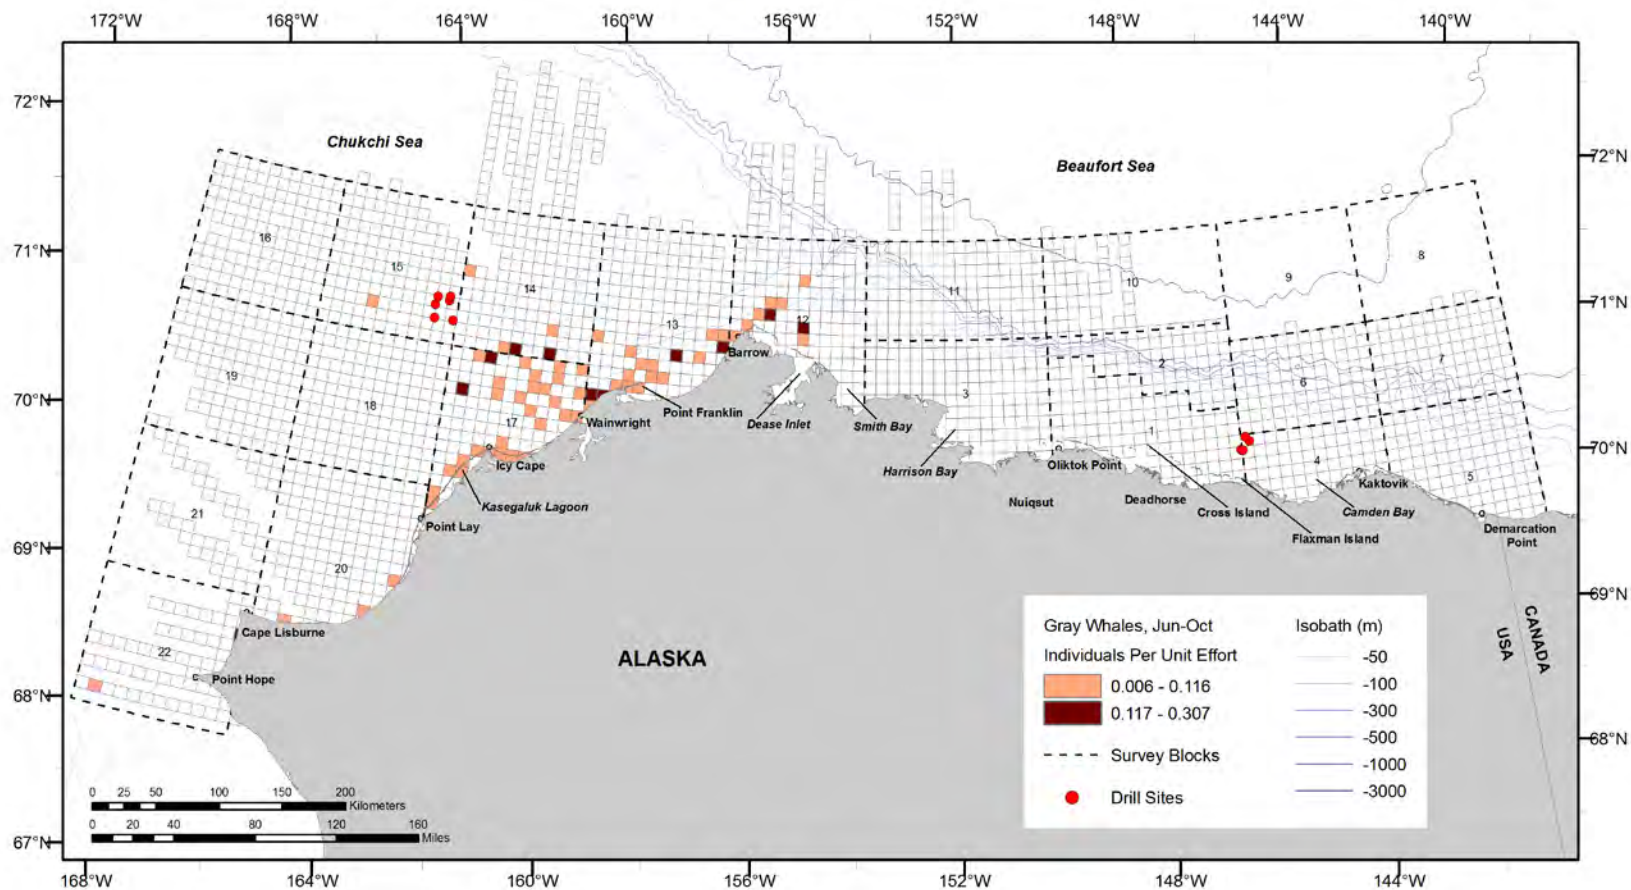 172°W 168°W 164°W 160°W 156°W 152°W 148°W 144°W 140°W
72°N
72°N
Chukchi Sea
Beaufort Sea
71°N
71°N
16
15
14
13
12
11
10
9
8
19
18
17
3
2
1
6
7
4
5
Barrow
70°N
70°N
Point Franklin
Wainwright
Dease Inlet
Smith Bay
Harrison Bay
Icy Cape
Kasegaluk Lagoon
Oliktok Point
Nuiqsut
Deadhorse
Cross Island
Flaxman Island
Camden Bay
Kaktovik
Demarcation
Point
Point Lay
21
20
69°N
69°N
Cape Lisburne
22
Point Hope
ALASKA
68°N
68°N
67°N
Gray Whales, Jun-Oct
Individuals Per Unit Effort
0.006 - 0.116
0.117 - 0.307
Survey Blocks
Drill Sites
Isobath (m)
-50
-100
-300
-500
-1000
-3000
USA
CANADA
0 25 50 100 150 200
Kilometers
0 20 40 80 120 160
Miles
168°W 164°W 160°W 156°W 152°W 148°W 144°W